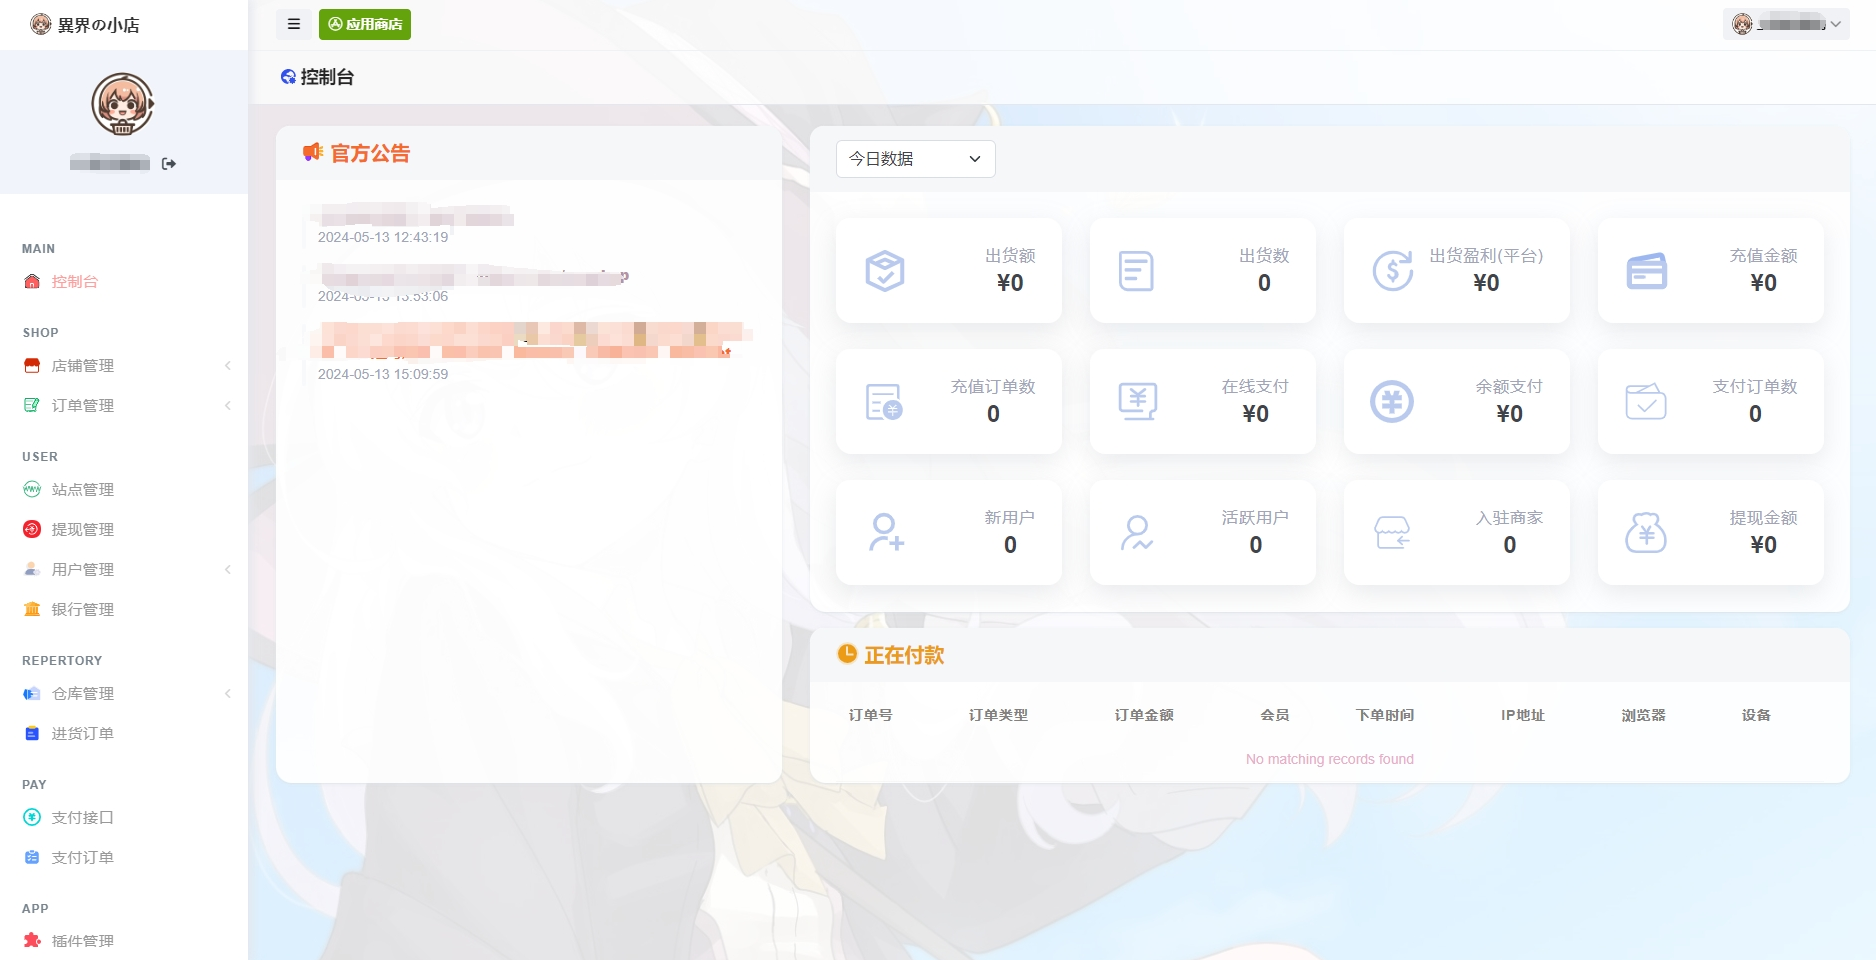 異界の小店
应用商店
控制台
MAIN
控制台
SHOP
店铺管理
订单管理
USER
站点管理
提现管理
用户管理
银行管理
REPERTORY
仓库管理
进货订单
PAY
支付接口
支付订单
APP
插件管理
官方公告
2024-05-13 12:43:19
2024-05-13 13:53:06
2024-05-13 15:09:59
今日数据
出货额
¥0
出货数
0
出货盈利(平台)
¥0
充值金额
¥0
充值订单数
0
在线支付
¥0
余额支付
¥0
支付订单数
0
新用户
0
活跃用户
0
入驻商家
0
提现金额
¥0
正在付款
订单号 订单类型 订单金额 会员 下单时间 IP地址 浏览器 设备
No matching records found